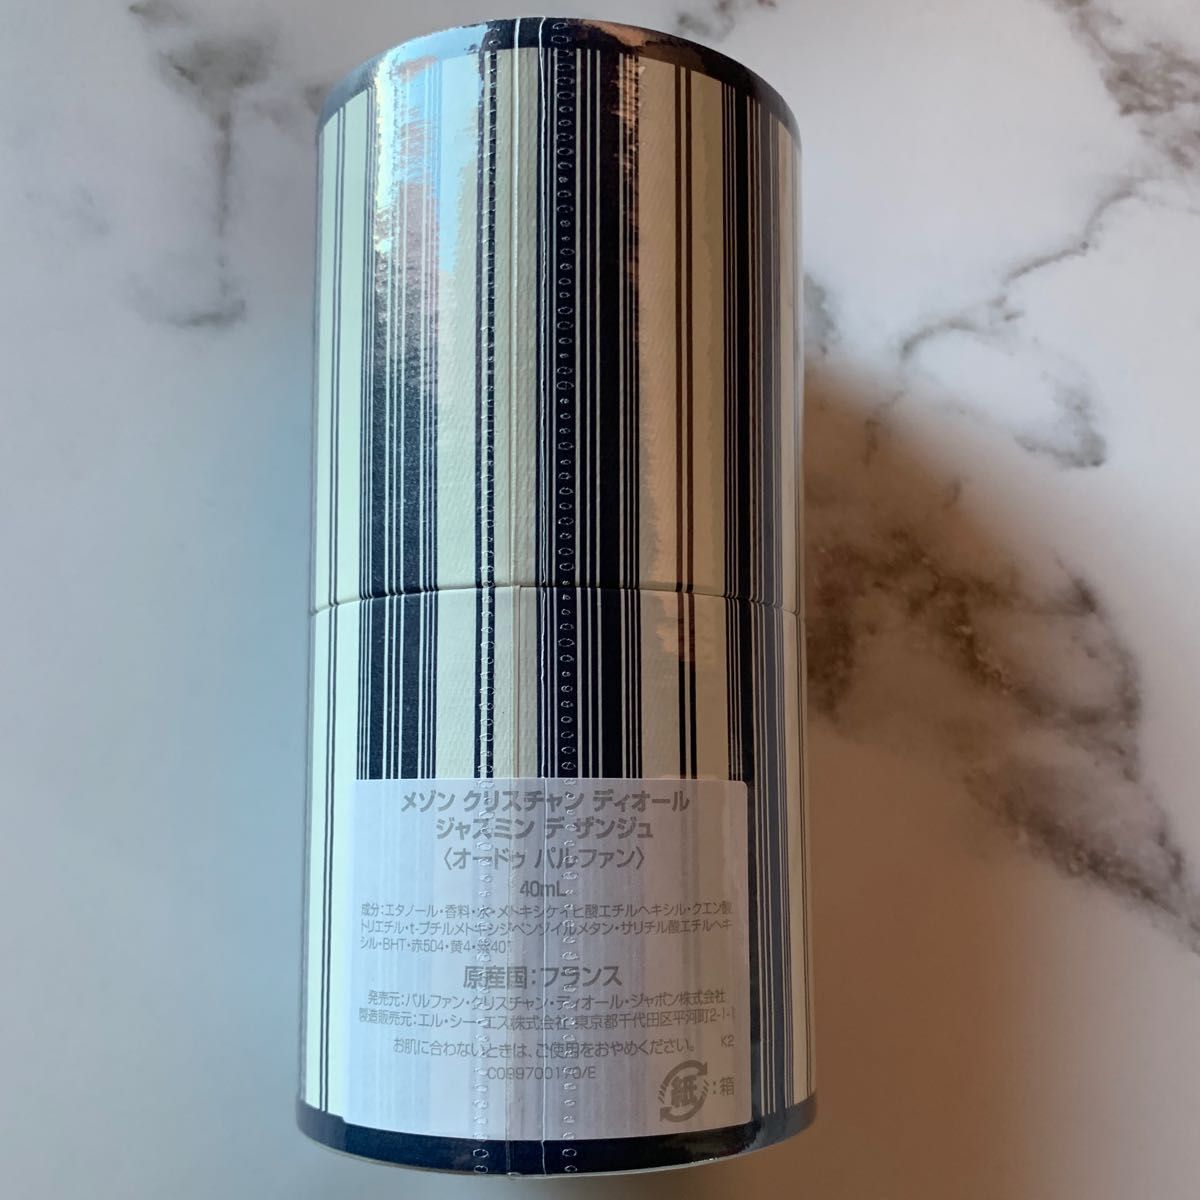 メゾン クリスチャン ディオール
ジャスミン デ ザンジュ
〈オードゥ パルファン〉
40mL
成分:エタノール・香料・水・メトキシケイヒ酸エチルヘキシル・クエン酸
トリエチル・t-ブチルメトキシジベンゾイルメタン・サリチル酸エチルヘキ
シル・BHT・赤504・黄4・紫401
原産国:フランス
発売元:パルファン・クリスチャン・ディオール・ジャポン株式会社
製造販売元:エル・シー・エス株式会社 東京都千代田区平河町2-1-1
お肌に合わないときは、ご使用をおやめください。 K2
C099700170/E
紙:箱